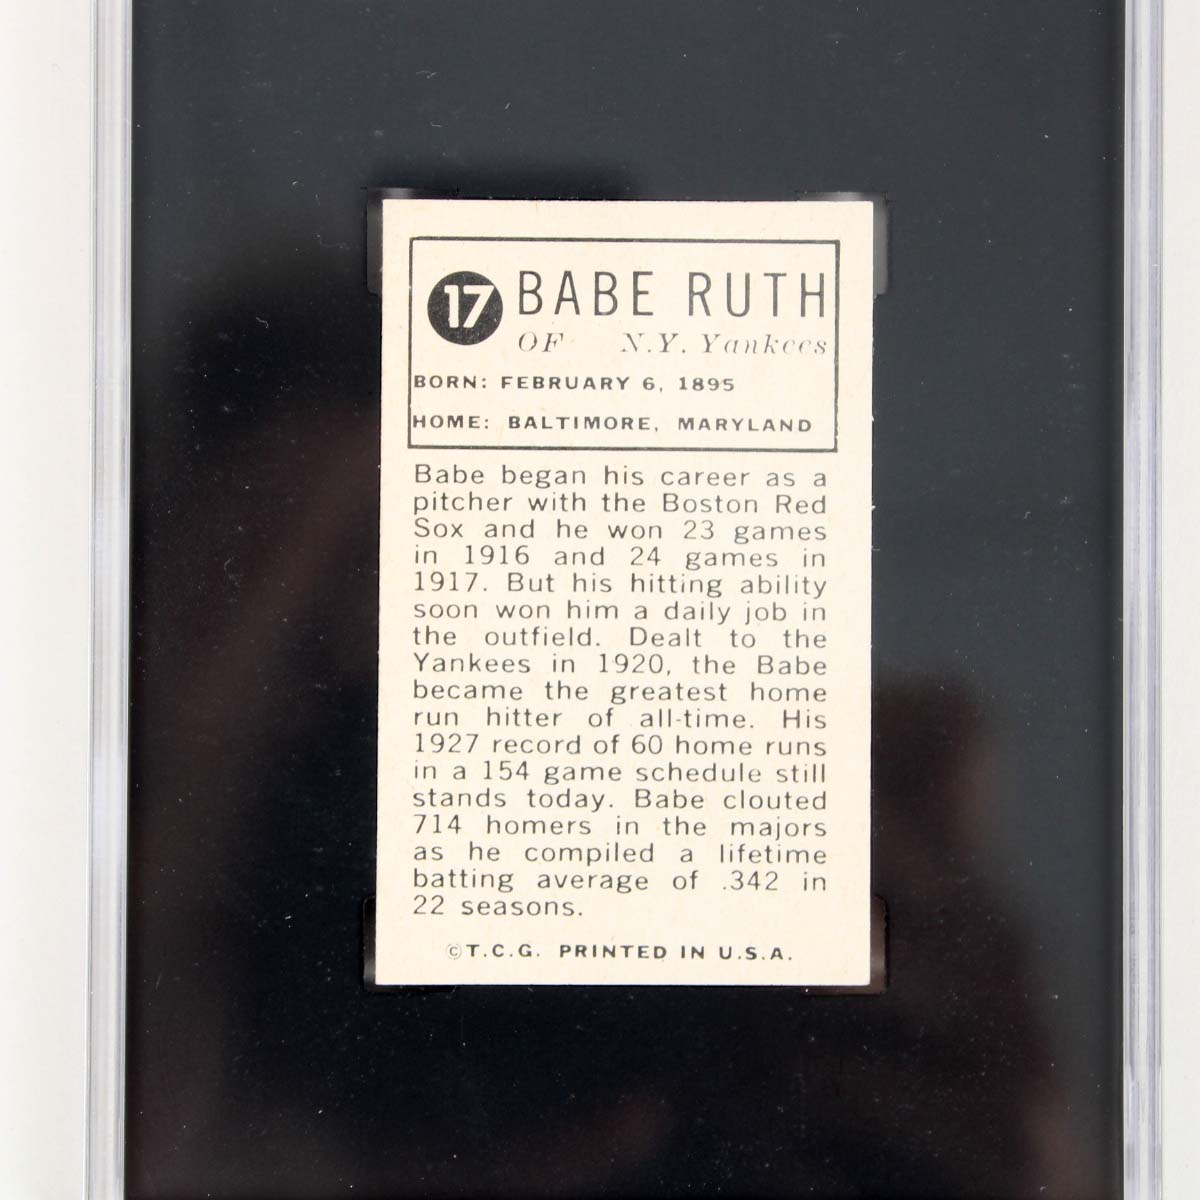 17 BABE RUTH
OF N.Y. Yankees
BORN: FEBRUARY 6, 1895
HOME: BALTIMORE, MARYLAND
Babe began his career as a
pitcher with the Boston Red
Sox and he won 23 games
in 1916 and 24 games in
1917. But his hitting ability
soon won him a daily job in
the outfield. Dealt to the
Yankees in 1920, the Babe
became the greatest home
run hitter of all-time. His
1927 record of 60 home runs
in a 154 game schedule still
stands today. Babe clouted
714 homers in the majors
as he compiled a lifetime
batting average of .342 in
22 seasons.
©T.C.G. PRINTED IN U.S.A.